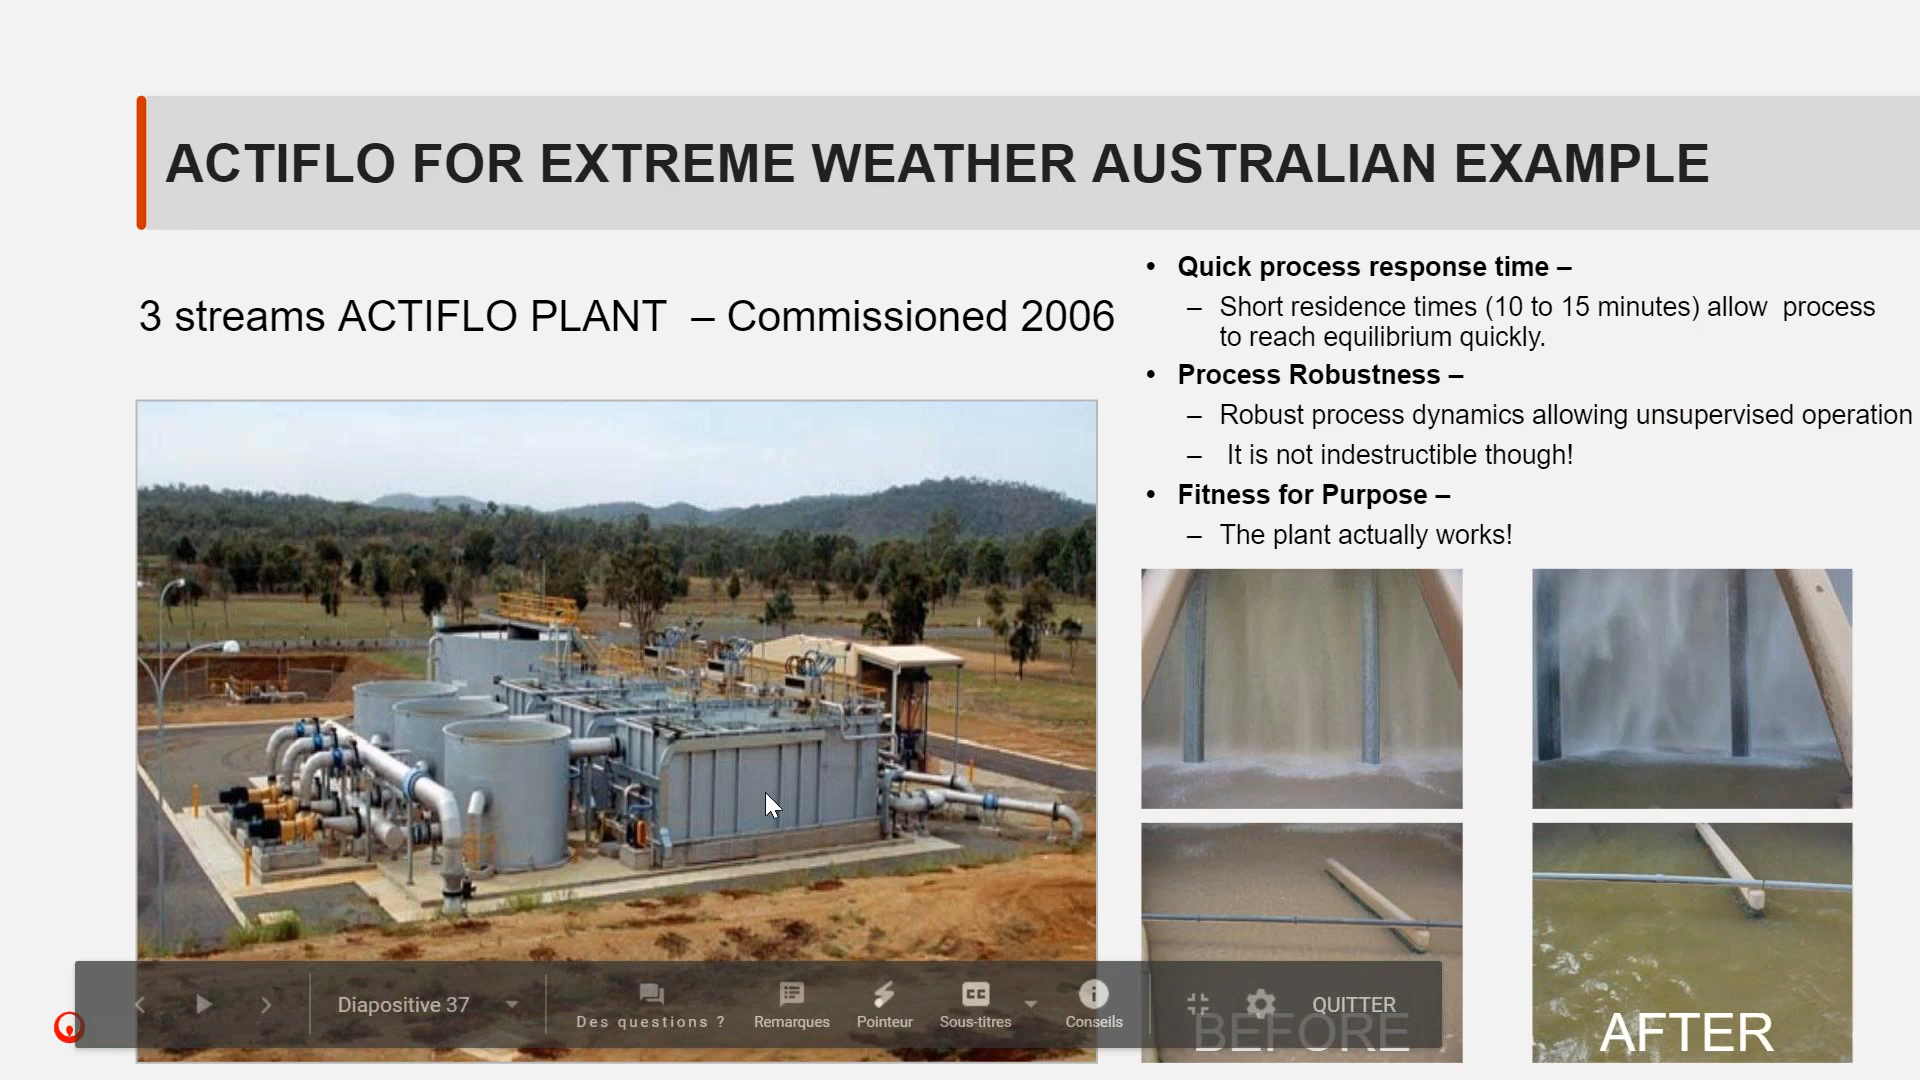 ACTIFLO FOR EXTREME WEATHER AUSTRALIAN EXAMPLE
3 streams ACTIFLO PLANT – Commissioned 2006
• Quick process response time –
– Short residence times (10 to 15 minutes) allow process
to reach equilibrium quickly.
• Process Robustness –
– Robust process dynamics allowing unsupervised operation
– It is not indestructible though!
• Fitness for Purpose –
– The plant actually works!
BEFORE
AFTER
Diapositive 37
Des questions ?
Remarques
Pointeur
CC
Sous-titres
Conseils
QUITTER